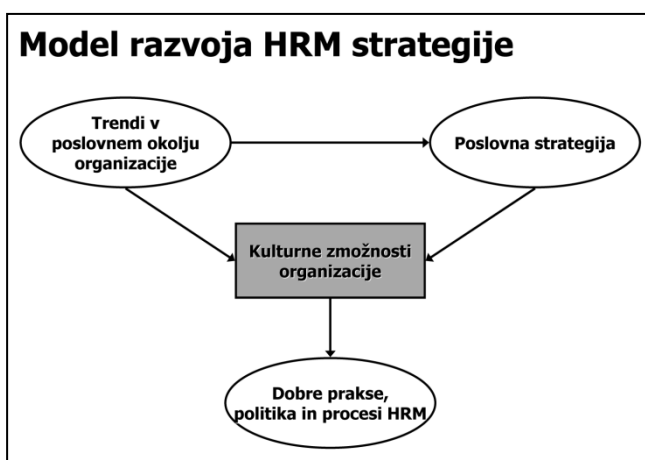 Model razvoja HRM strategije
Trendi v
poslovnem okolju
organizacije
Poslovna strategija
Kulturne zmožnosti
organizacije
Dobre prakse,
politika in procesi HRM